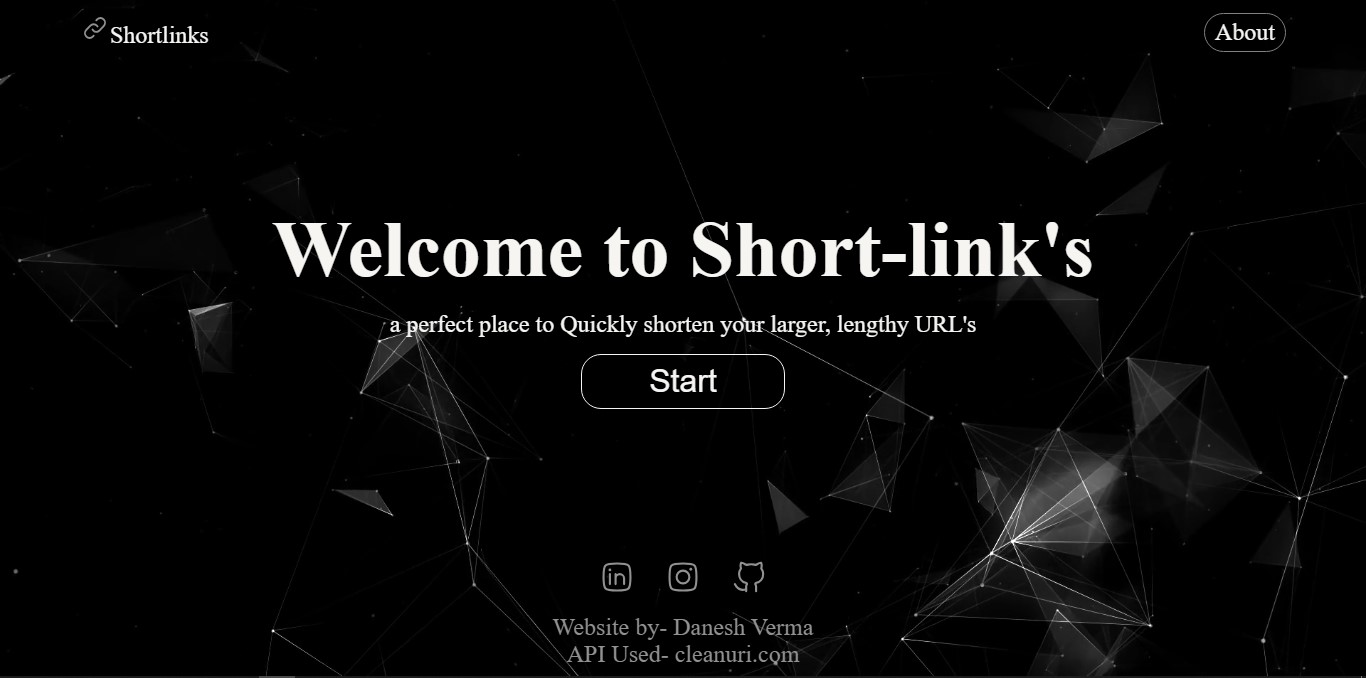 Shortlinks
About
Welcome to Short-link's
a perfect place to Quickly shorten your larger, lengthy URL's
Start
Website by- Danesh Verma
API Used- cleanuri.com